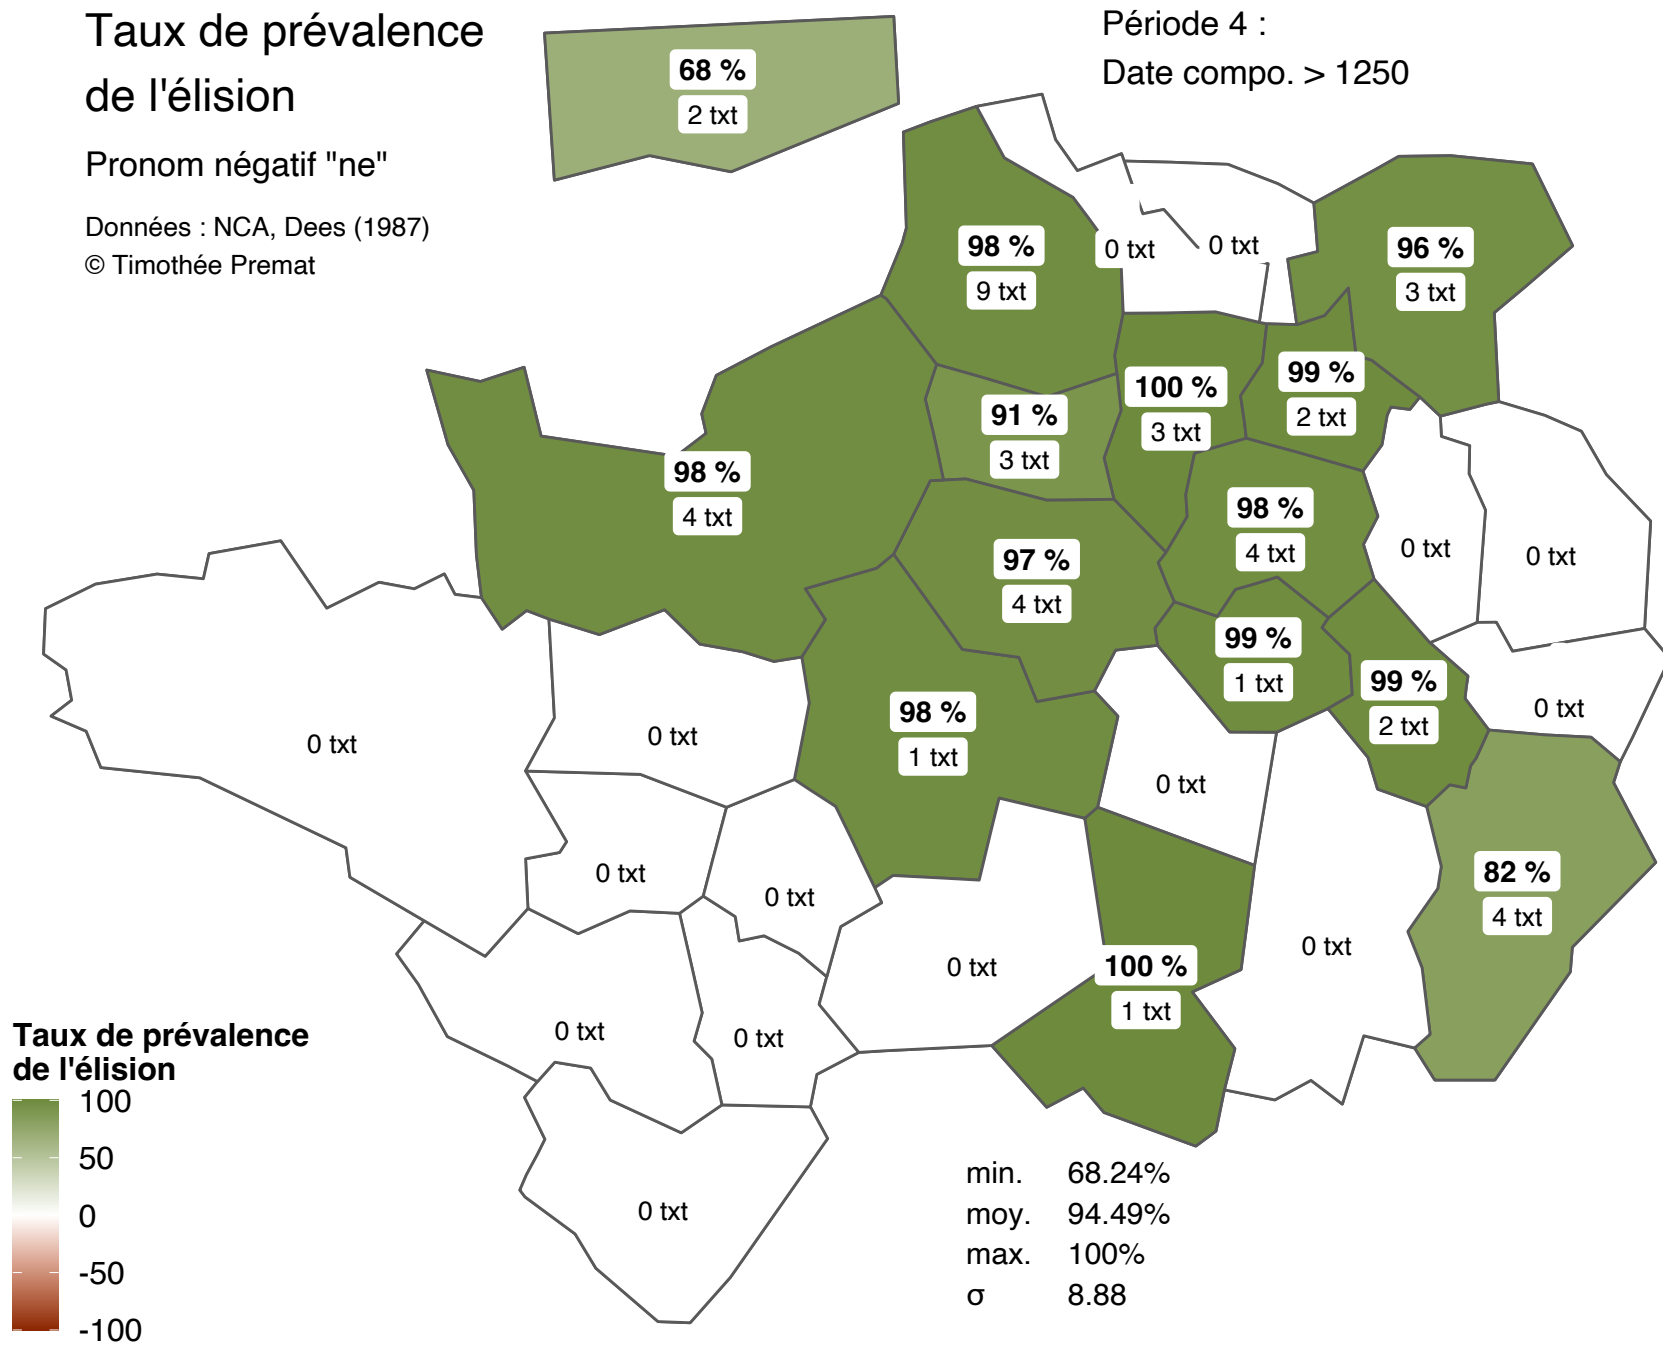 Taux de prévalence
de l'élision
Pronom négatif "ne"
Données : NCA, Dees (1987)
© Timothée Premat
Période 4 :
Date compo. > 1250
68 %
2 txt
98 %
9 txt
0 txt
0 txt
96 %
3 txt
100 %
3 txt
99 %
2 txt
91 %
3 txt
98 %
4 txt
98 %
4 txt
0 txt
0 txt
97 %
4 txt
99 %
1 txt
99 %
2 txt
0 txt
0 txt
0 txt
98 %
1 txt
0 txt
0 txt
0 txt
82 %
4 txt
0 txt
100 %
1 txt
0 txt
0 txt
0 txt
0 txt
Taux de prévalence
de l'élision
100
50
0
-50
-100
min. 68.24%
moy. 94.49%
max. 100%
σ 8.88